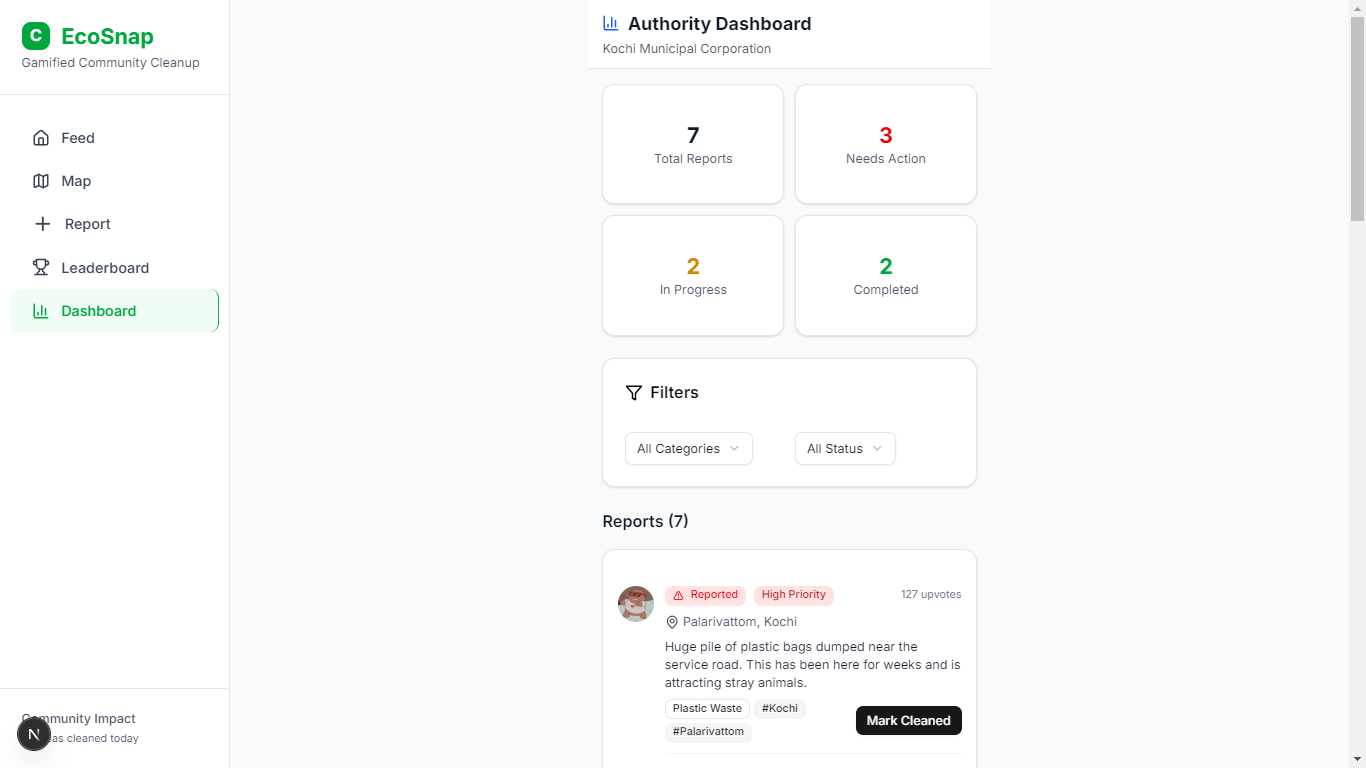 C EcoSnap
Gamified Community Cleanup
Feed
Map
Report
Leaderboard
Dashboard
Community Impact
as cleaned today
N
Authority Dashboard
Kochi Municipal Corporation
7
Total Reports
3
Needs Action
2
In Progress
2
Completed
Filters
All Categories
All Status
Reports (7)
Reported
High Priority
127 upvotes
Palarivattom, Kochi
Huge pile of plastic bags dumped near the
service road. This has been here for weeks and is
attracting stray animals.
Plastic Waste
#Kochi
#Palarivattom
Mark Cleaned